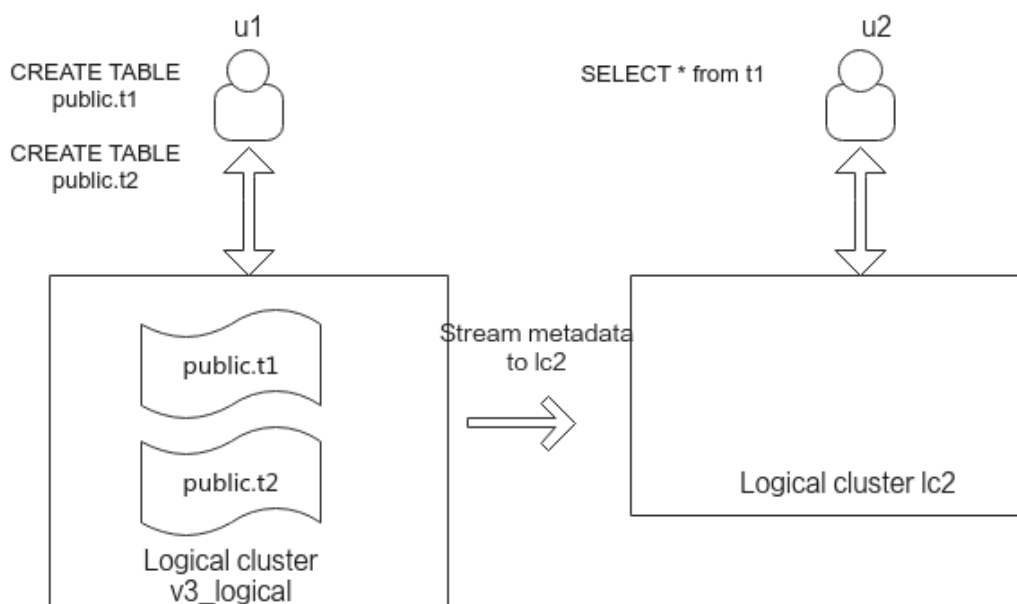 u1
u2
CREATE TABLE
public.t1
SELECT * from t1
CREATE TABLE
public.t2
Stream metadata
to lc2
public.t1
public.t2
Logical cluster lc2
Logical cluster
v3_logical